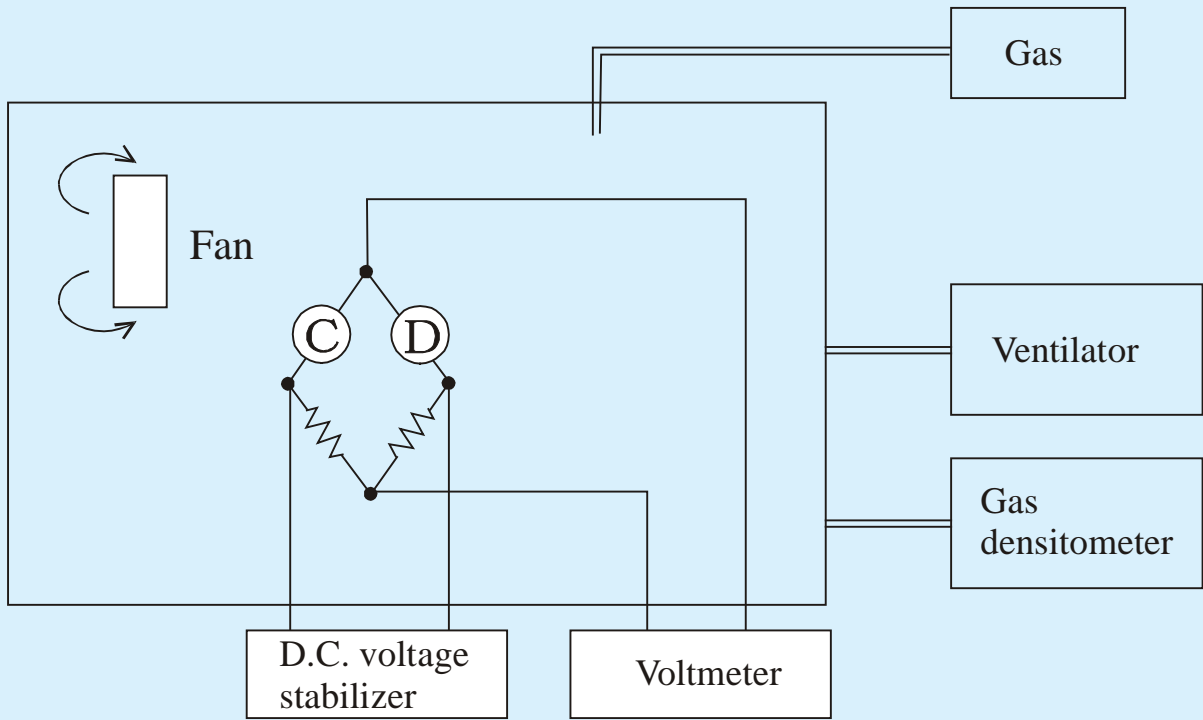 Gas
Fan
C
D
Ventilator
Gas
densitometer
D.C. voltage
stabilizer
Voltmeter